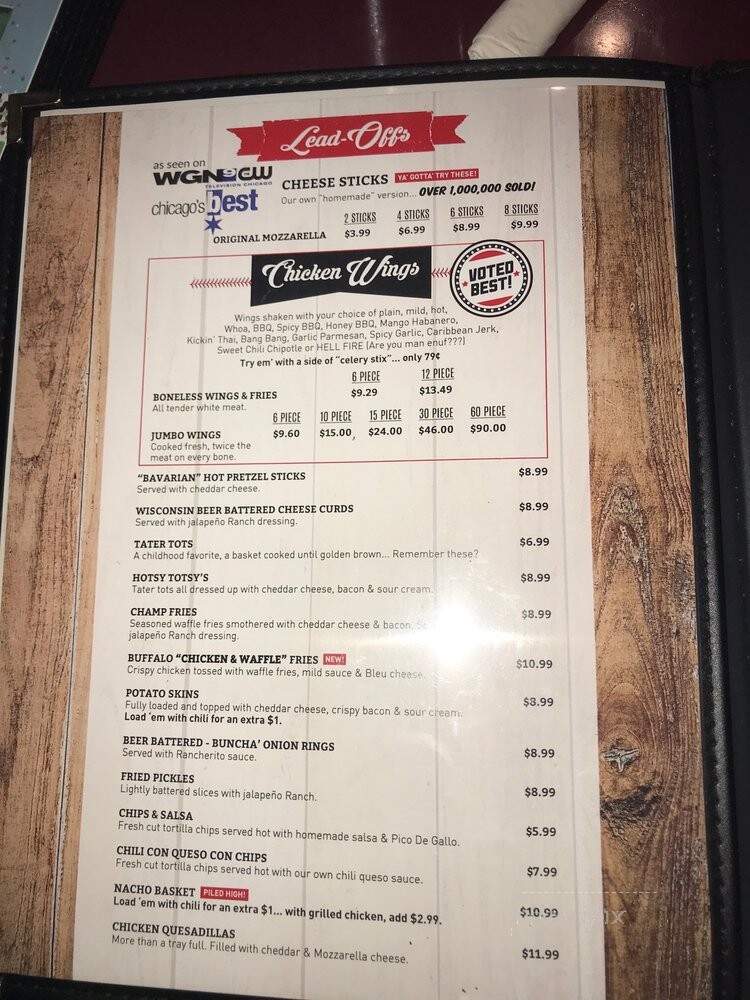 Lead-Offs
as seen on
WGN 9 CW
TELEVISION CHICAGO
chicago's best
CHEESE STICKS YA' GOTTA' TRY THESE!
Our own "homemade" version... OVER 1,000,000 SOLD!
2 STICKS 4 STICKS 6 STICKS 8 STICKS
ORIGINAL MOZZARELLA $3.99 $6.99 $8.99 $9.99
Chicken Wings
VOTED
BEST!
Wings shaken with your choice of plain, mild, hot,
Whoa, BBQ, Spicy BBQ, Honey BBQ, Mango Habanero,
Kickin' Thai, Bang Bang, Garlic Parmesan, Spicy Garlic, Caribbean Jerk,
Sweet Chili Chipotle or HELL FIRE (Are you man enuf???)
Try em' with a side of "celery stix"... only 79¢
6 PIECE 12 PIECE
BONELESS WINGS & FRIES $9.29 $13.49
All tender white meat.
6 PIECE 10 PIECE 15 PIECE 30 PIECE 60 PIECE
JUMBO WINGS $9.60 $15.00 $24.00 $46.00 $90.00
Cooked fresh, twice the
meat on every bone.
"BAVARIAN" HOT PRETZEL STICKS $8.99
Served with cheddar cheese.
WISCONSIN BEER BATTERED CHEESE CURDS $8.99
Served with jalapeño Ranch dressing.
TATER TOTS $6.99
A childhood favorite, a basket cooked until golden brown... Remember these?
HOTSY TOTSY'S $8.99
Tater tots all dressed up with cheddar cheese, bacon & sour cream.
CHAMP FRIES $8.99
Seasoned waffle fries smothered with cheddar cheese & bacon.
jalapeño Ranch dressing.
BUFFALO "CHICKEN & WAFFLE" FRIES NEW! $10.99
Crispy chicken tossed with waffle fries, mild sauce & Bleu cheese.
POTATO SKINS $8.99
Fully loaded and topped with cheddar cheese, crispy bacon & sour cream.
Load 'em with chili for an extra $1.
BEER BATTERED - BUNCHA' ONION RINGS $8.99
Served with Rancherito sauce.
FRIED PICKLES $8.99
Lightly battered slices with jalapeño Ranch.
CHIPS & SALSA $5.99
Fresh cut tortilla chips served hot with homemade salsa & Pico De Gallo.
CHILI CON QUESO CON CHIPS $7.99
Fresh cut tortilla chips served hot with our own chili queso sauce.
NACHO BASKET PILED HIGH! $10.99
Load 'em with chili for an extra $1... with grilled chicken, add $2.99.
CHICKEN QUESADILLAS $11.99
More than a tray full. Filled with cheddar & Mozzarella cheese.